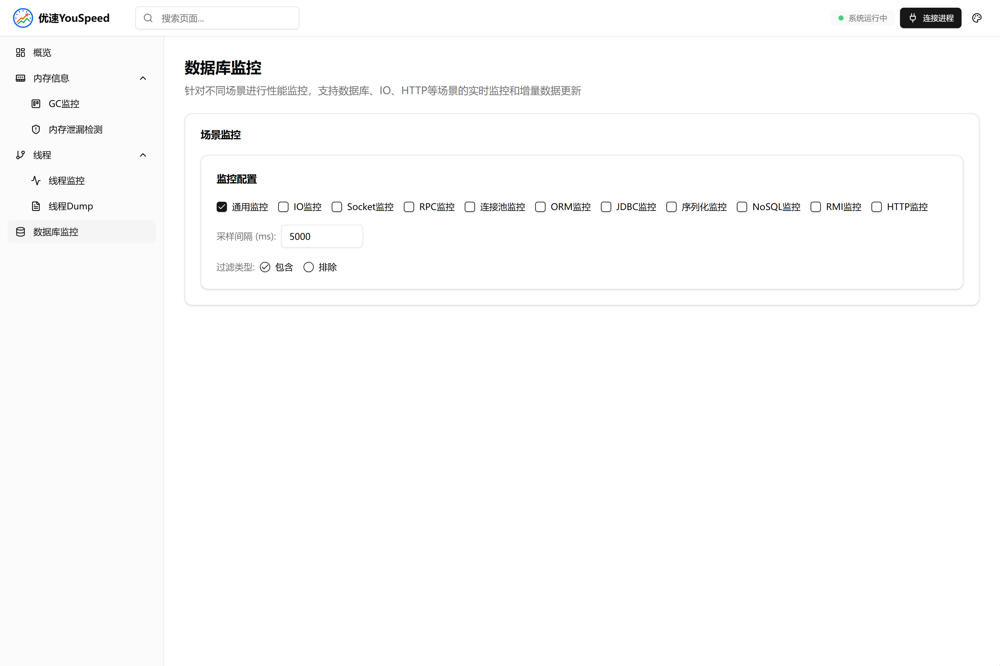 优速YouSpeed
搜索页面...
系统运行中
连接进程
概览
内存信息
GC监控
内存泄漏检测
线程
线程监控
线程Dump
数据库监控
数据库监控
针对不同场景进行性能监控，支持数据库、IO、HTTP等场景的实时监控和增量数据更新
场景监控
监控配置
通用监控 IO监控 Socket监控 RPC监控 连接池监控 ORM监控 JDBC监控 序列化监控 NoSQL监控 RMI监控 HTTP监控
采样间隔 (ms): 5000
过滤类型: 包含 排除